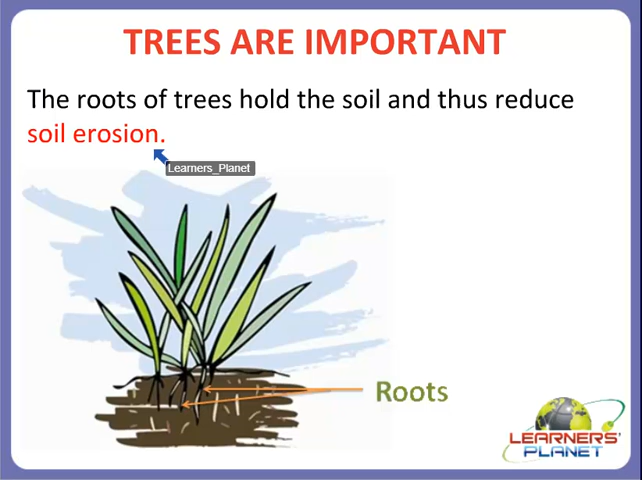 TREES ARE IMPORTANT
The roots of trees hold the soil and thus reduce
soil erosion.
Learners_Planet
Roots
LEARNERS'
PLANET